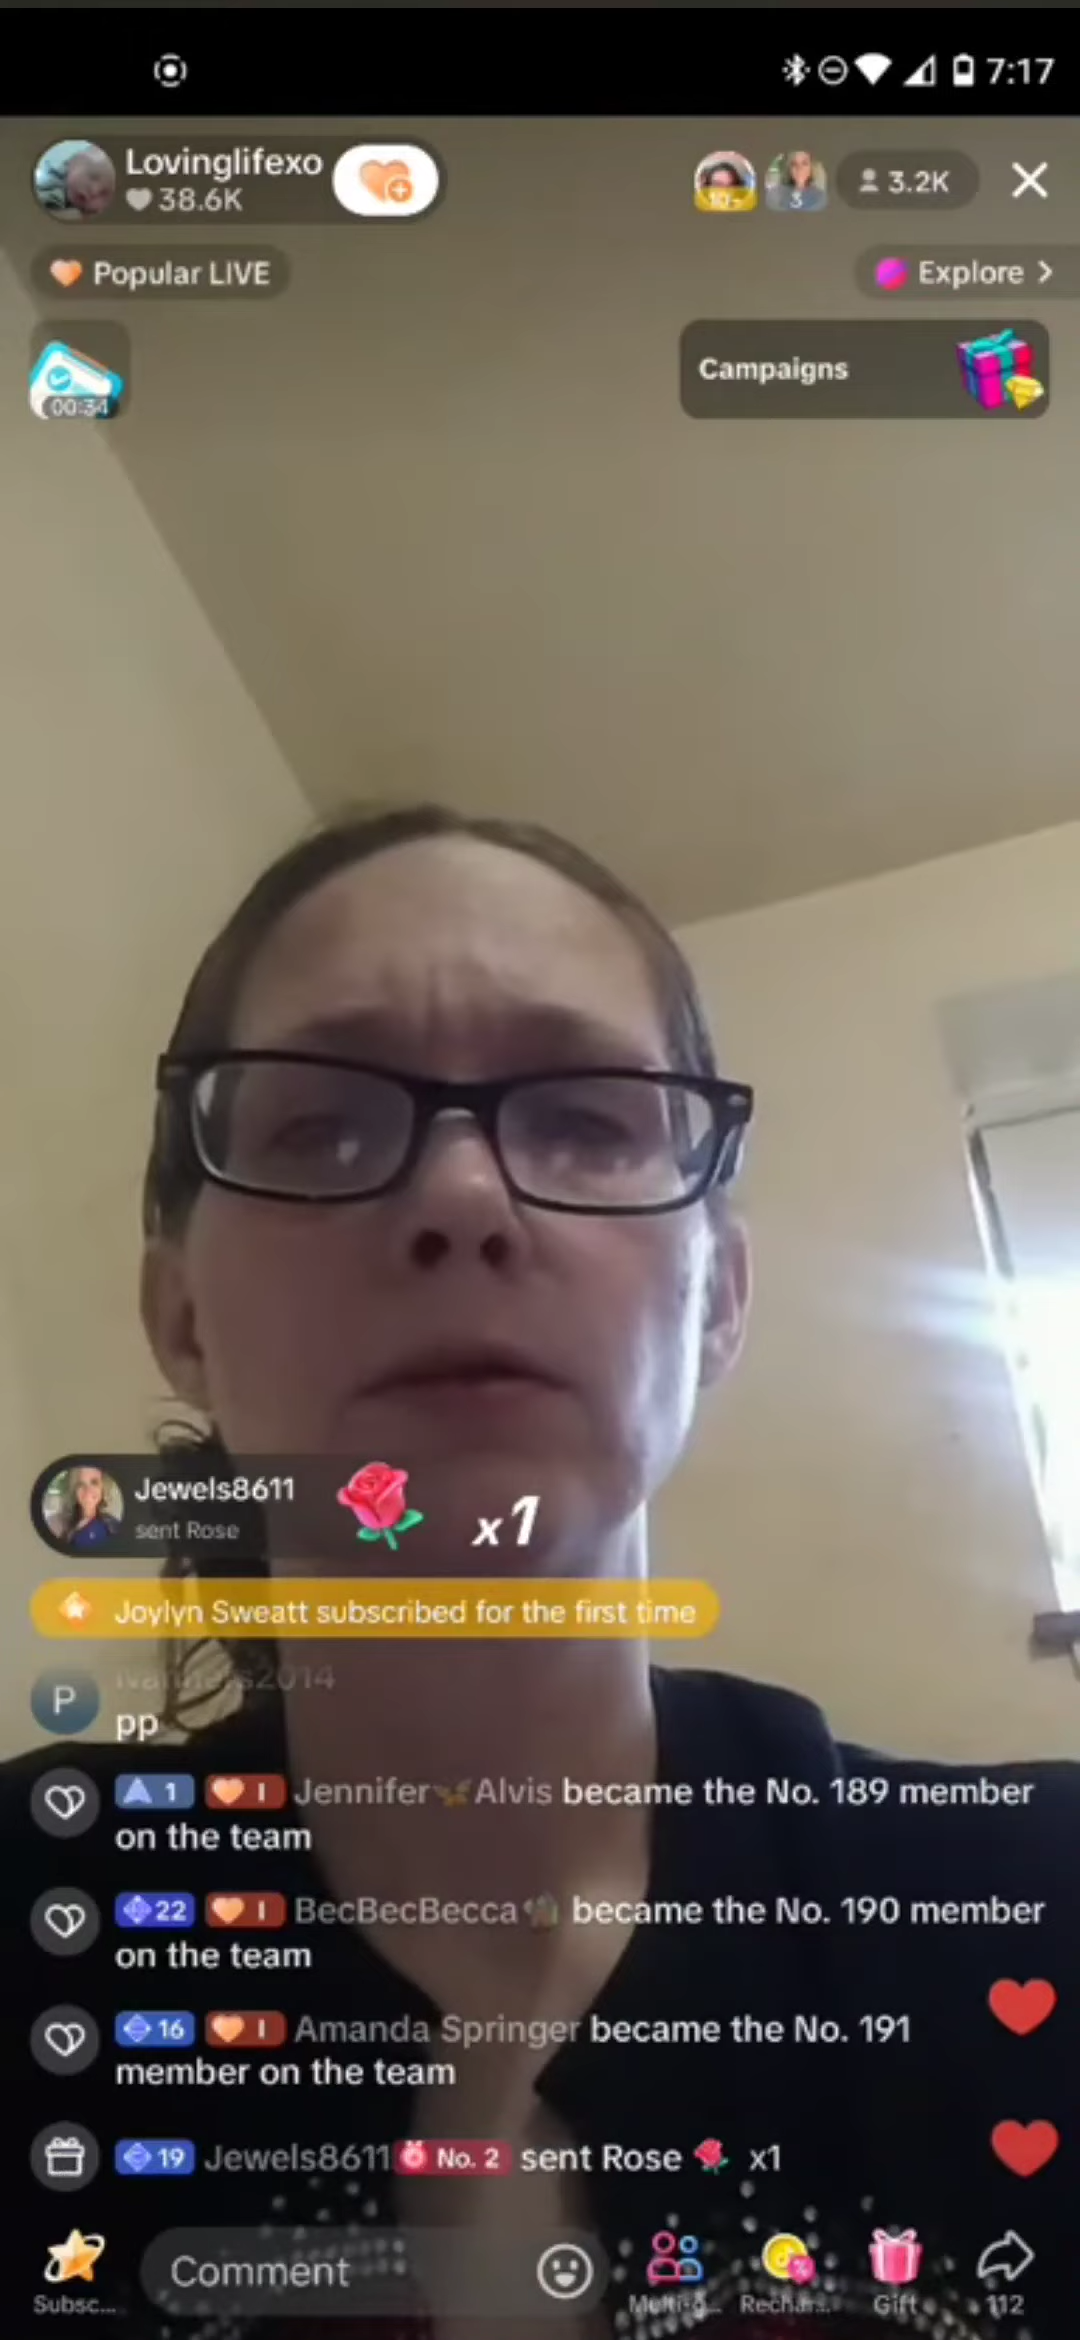 7:17
Lovinglifexo
38.6K
3.2K
Popular LIVE
Explore >
Campaigns
00:34
Jewels8611
sent Rose
x1
Joylyn Sweatt subscribed for the first time
P
pp
1 I Jennifer Alvis became the No. 189 member
on the team
22 I BecBecBecca became the No. 190 member
on the team
16 I Amanda Springer became the No. 191
member on the team
19 Jewels8611 No. 2 sent Rose x1
Comment
Subsc... Multi-g... Rechar... Gift 112